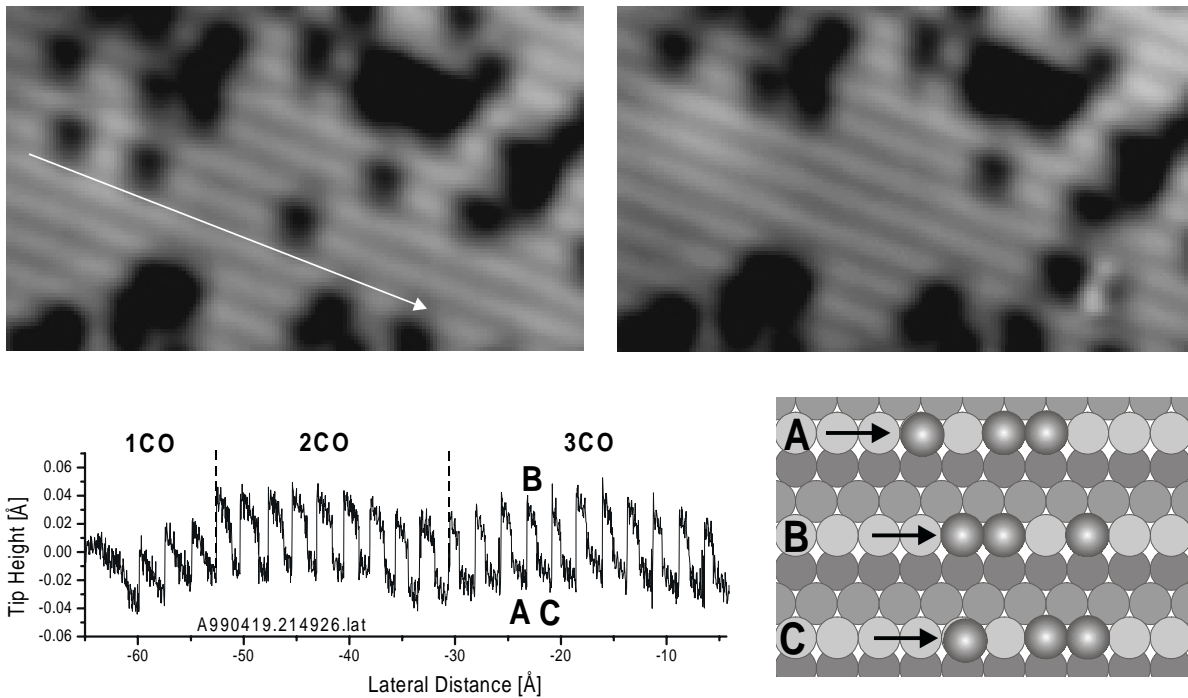 1CO 2CO 3CO
0.06
0.04
0.02
0.00
-0.02
-0.04
-0.06
Tip Height [Å]
B
A C
A990419.214926.lat
-60 -50 -40 -30 -20 -10
Lateral Distance [Å]
A
B
C